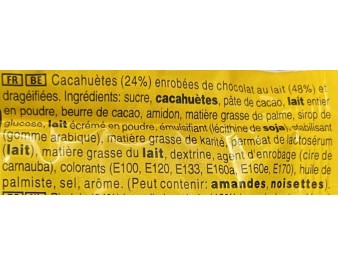 FR BE Cacahuètes (24%) enrobées de chocolat au lait (48%) et
dragéifiées. Ingrédients: sucre, cacahuètes, pâte de cacao, lait entier
en poudre, beurre de cacao, amidon, matière grasse de palme, sirop de
glucose, lait écrémé en poudre, émulsifiant (lécithine de soja), stabilisant
(gomme arabique), matière grasse de karité, perméat de lactosérum
(lait), matière grasse du lait, dextrine, agent d'enrobage (cire de
carnauba), colorants (E100, E120, E133, E160a, E160e, E170), huile de
palmiste, sel, arôme. (Peut contenir: amandes, noisettes).